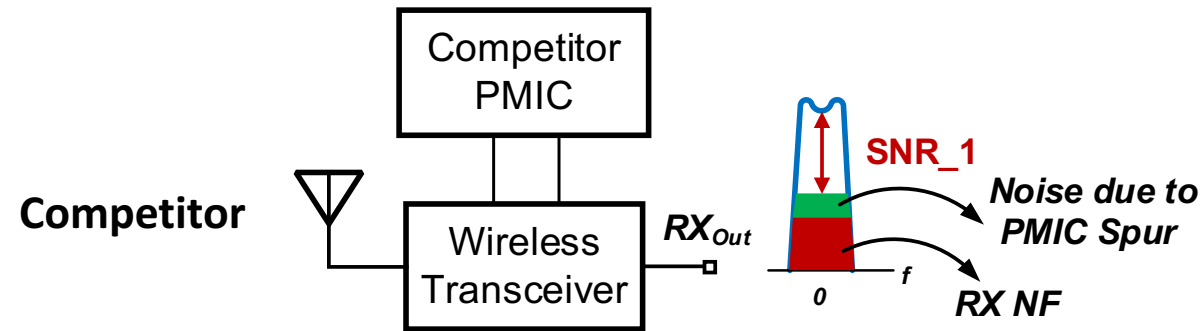 Competitor
PMIC
Competitor
Wireless
Transceiver
RXOut
SNR_1
Noise due to
PMIC Spur
RX NF
f
0